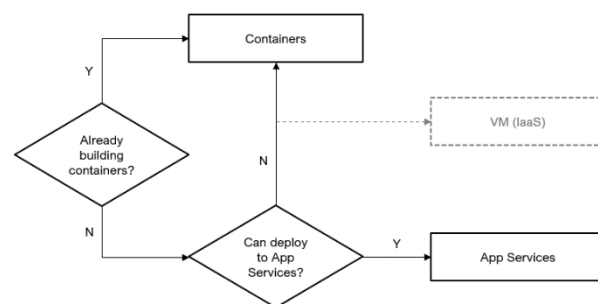 Containers
Y
N
VM (IaaS)
Already
building
containers?
N
N
Can deploy
to App
Services?
Y
App Services